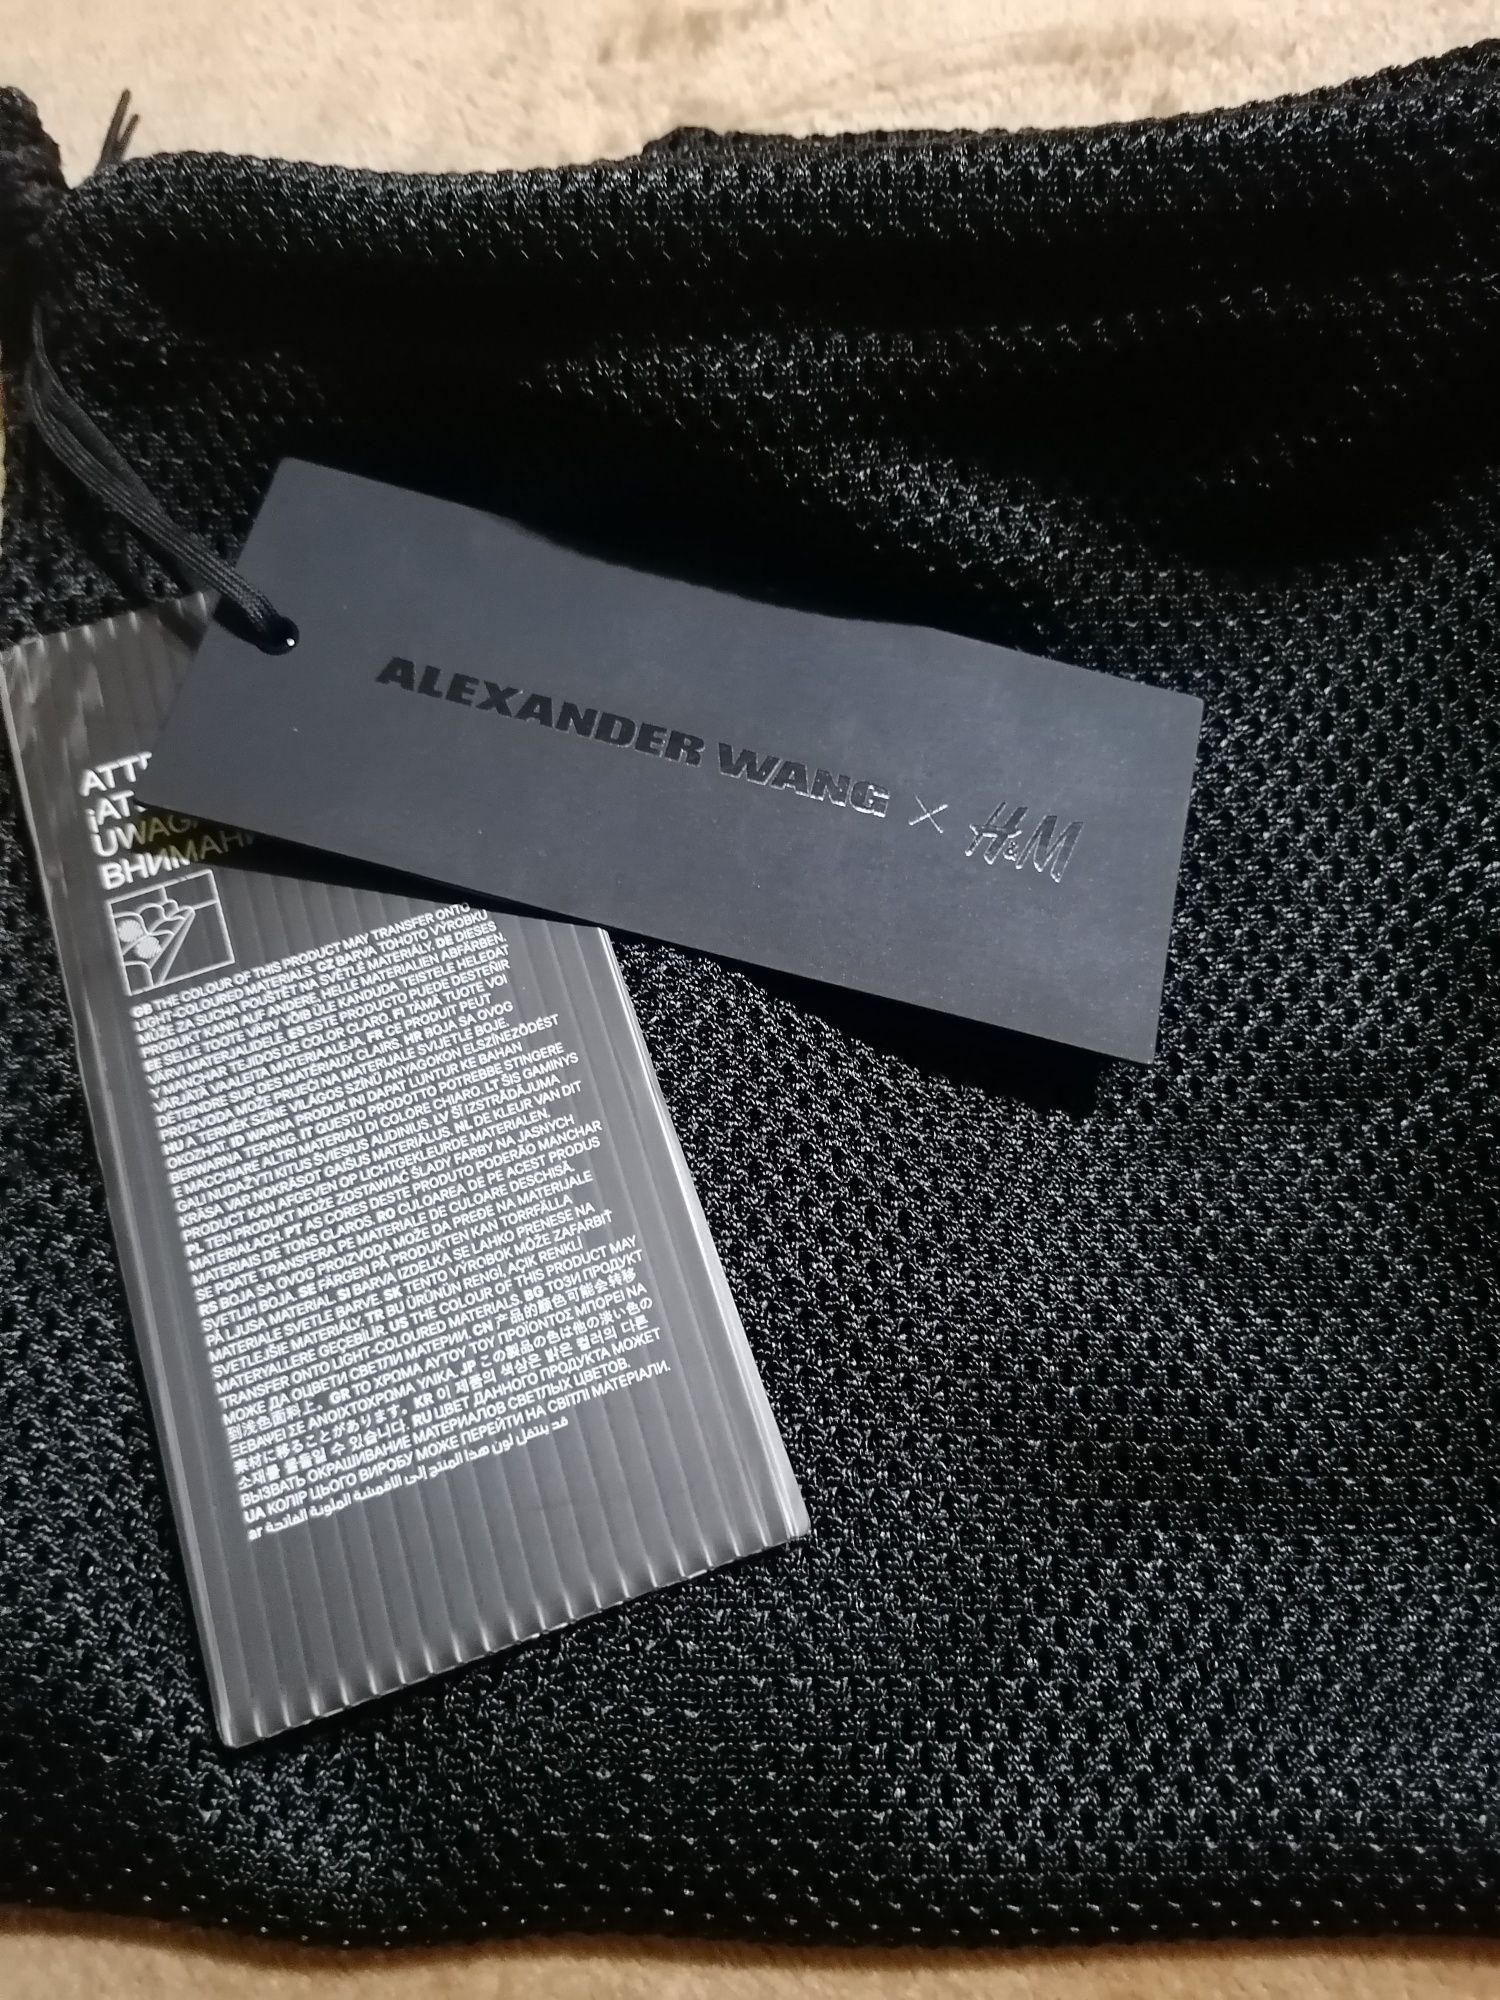 ALEXANDER WANG × H&M
UWAGA
GB THE COLOUR OF THIS PRODUCT MAY TRANSFER ONTO
LIGHT-COLOURED MATERIALS. CZ BARVA TOHOTO VÝROBKU
MŮŽE ZA SUCHA POUŠTĚT NA SVĚTLÉ MATERIÁLY. DE DIESES
PRODUKT KANN AUF ANDERE, HELLE MATERIALIEN ABFÄRBEN.
EE SELLE TOOTE VÄRV VÕIB ÜLE KANDUDA TEISTELE HELEDAT
VÄRVI MATERJALIDELE. ES ESTE PRODUCTO PUEDE DESTEÑIR
Y MANCHAR TEJIDOS DE COLOR CLARO. FI TÄMÄ TUOTE VOI
VÄRJÄTÄ VAALEITA MATERIAALEJA. FR CE PRODUIT PEUT
DÉTEINDRE SUR DES MATÉRIAUX CLAIRS. HR BOJA SA OVOG
PROIZVODA MOŽE PRIJEĆI NA MATERIJALE SVIJETLE BOJE.
HU A TERMÉK SZÍNE VILÁGOS SZÍNŰ ANYAGOKON ELSZÍNEZŐDÉST
OKOZHAT. ID WARNA PRODUK INI DAPAT LUNTUR KE BAHAN
BERWARNA TERANG. IT QUESTO PRODOTTO POTREBBE STINGERE
E MACCHIARE ALTRI MATERIALI DI COLORE CHIARO. LT ŠIS GAMINYS
GALI NUDAŽYTI KITUS ŠVIESIUS AUDINIUS. LV ŠĪ IZSTRĀDĀJUMA
KRĀSA VAR NOKRĀSOT GAIŠUS MATERIĀLUS. NL DE KLEUR VAN DIT
PRODUCT KAN AFGEVEN OP LICHTGEKLEURDE MATERIALEN.
PL TEN PRODUKT MOŻE ZOSTAWIAĆ ŚLADY FARBY NA JASNYCH
MATERIAŁACH. PT AS CORES DESTE PRODUTO PODERÃO MANCHAR
MATERIAIS DE TONS CLAROS. RO CULOAREA DE PE ACEST PRODUS
SE POATE TRANSFERA PE MATERIALE DE CULOARE DESCHISĂ.
RS BOJA SA OVOG PROIZVODA MOŽE DA PREĐE NA MATERIJALE
SVETLIH BOJA. SE FÄRGEN PÅ PRODUKTEN KAN TORRFÄLLA
PÅ LJUSA MATERIAL. SI BARVA IZDELKA SE LAHKO PRENESE NA
MATERIALE SVETLE BARVE. SK TENTO VÝROBOK MÔŽE ZAFARBIŤ
SVETLEJŠIE MATERIÁLY. TR BU ÜRÜNÜN RENGİ, AÇIK RENKLİ
MATERYALLERE GEÇEBİLİR. US THE COLOUR OF THIS PRODUCT MAY
TRANSFER ONTO LIGHT-COLOURED MATERIALS. BG ТОЗИ ПРОДУКТ
МОЖЕ ДА ОЦВЕТИ СВЕТЛИ МАТЕРИИ. CN 产品的颜色可能会转移
到浅色面料上。 GR ΤΟ ΧΡΩΜΑ ΑΥΤΟΥ ΤΟΥ ΠΡΟΪΟΝΤΟΣ ΜΠΟΡΕΙ ΝΑ
ΞΕΒΑΨΕΙ ΣΕ ΑΝΟΙΧΤΟΧΡΩΜΑ ΥΛΙΚΑ. JP この製品の色は他の淡い色の
素材に移ることがあります。 KR 이 제품의 색상은 밝은 컬러의 다른
소재를 물들일 수 있습니다. RU ЦВЕТ ДАННОГО ПРОДУКТА МОЖЕТ
ВЫЗВАТЬ ОКРАШИВАНИЕ МАТЕРИАЛОВ СВЕТЛЫХ ЦВЕТОВ.
UA КОЛІР ЦЬОГО ВИРОБУ МОЖЕ ПЕРЕЙТИ НА СВІТЛІ МАТЕРІАЛИ.
ar قد ينتقل لون هذا المنتج إلى الأقمشة الملونة الفاتحة